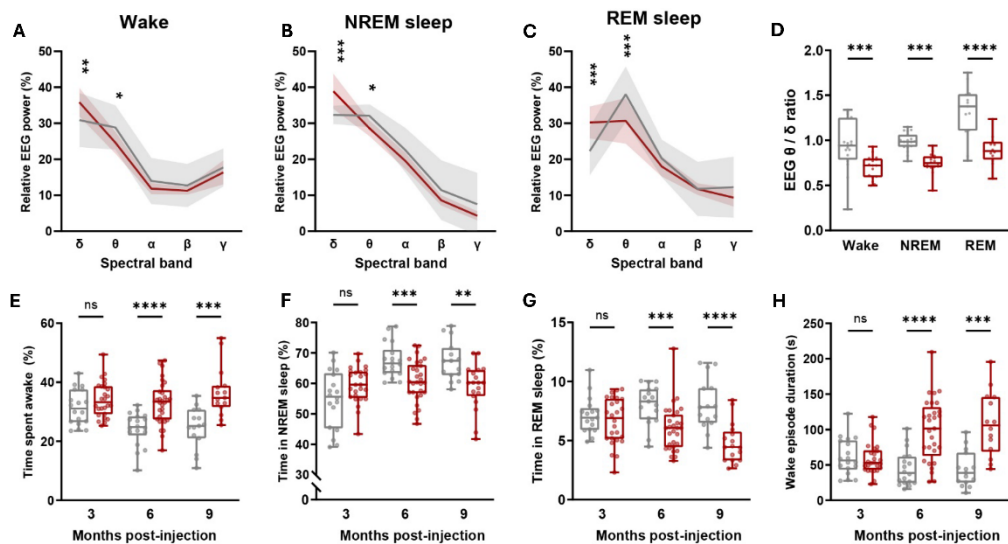 Wake
NREM sleep
REM sleep
A
B
C
D
Relative EEG power (%)
50
40
30
20
10
0
**
*
δ
θ
α
β
γ
Spectral band
Relative EEG power (%)
50
40
30
20
10
0
***
*
δ
θ
α
β
γ
Spectral band
Relative EEG power (%)
50
40
30
20
10
0
***
***
δ
θ
α
β
γ
Spectral band
EEG θ / δ ratio
2.0
1.5
1.0
0.5
0.0
***
***
****
Wake
NREM
REM
E
Time spent awake (%)
60
40
20
0
ns
****
***
3
6
9
Months post-injection
F
Time in NREM sleep (%)
80
70
60
50
40
30
30
0
ns
***
**
3
6
9
Months post-injection
G
Time in REM sleep (%)
15
10
5
0
ns
***
****
3
6
9
Months post-injection
H
Wake episode duration (s)
250
200
150
100
50
0
ns
****
***
3
6
9
Months post-injection